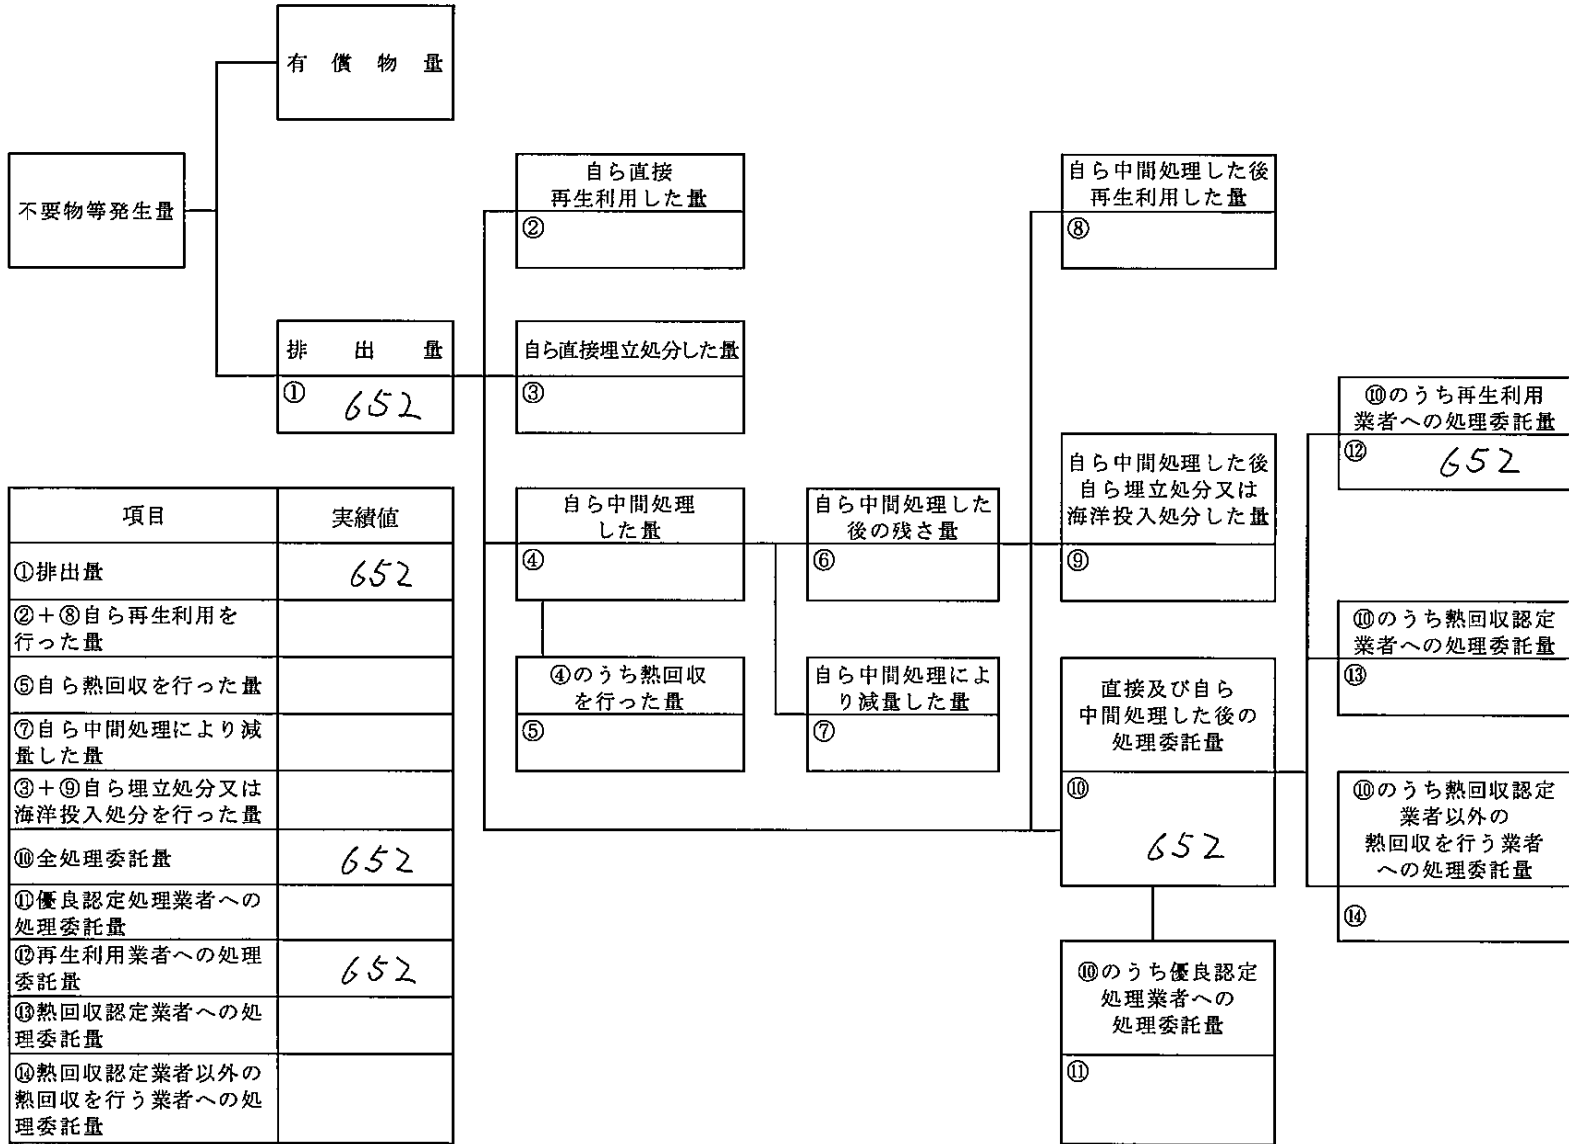 有償物量
不要物等発生量
自ら直接
再生利用した量
②
自ら中間処理した後
再生利用した量
⑧
排出量
① 652
自ら直接埋立処分した量
③
⑩のうち再生利用
業者への処理委託量
⑫ 652
自ら中間処理
した量
④
自ら中間処理した
後の残さ量
⑥
自ら中間処理した後
自ら埋立処分又は
海洋投入処分した量
⑨
④のうち熱回収
を行った量
⑤
自ら中間処理によ
り減量した量
⑦
直接及び自ら
中間処理した後の
処理委託量
⑩
652
⑩のうち熱回収認定
業者への処理委託量
⑬
⑩のうち熱回収認定
業者以外の
熱回収を行う業者
への処理委託量
⑭
⑩のうち優良認定
処理業者への
処理委託量
⑪
項目 実績値
①排出量 652
②+⑧自ら再生利用を
行った量
⑤自ら熱回収を行った量
⑦自ら中間処理により減
量した量
③+⑨自ら埋立処分又は
海洋投入処分を行った量
⑩全処理委託量 652
⑪優良認定処理業者への
処理委託量
⑫再生利用業者への処理
委託量 652
⑬熱回収認定業者への処
理委託量
⑭熱回収認定業者以外の
熱回収を行う業者への処
理委託量